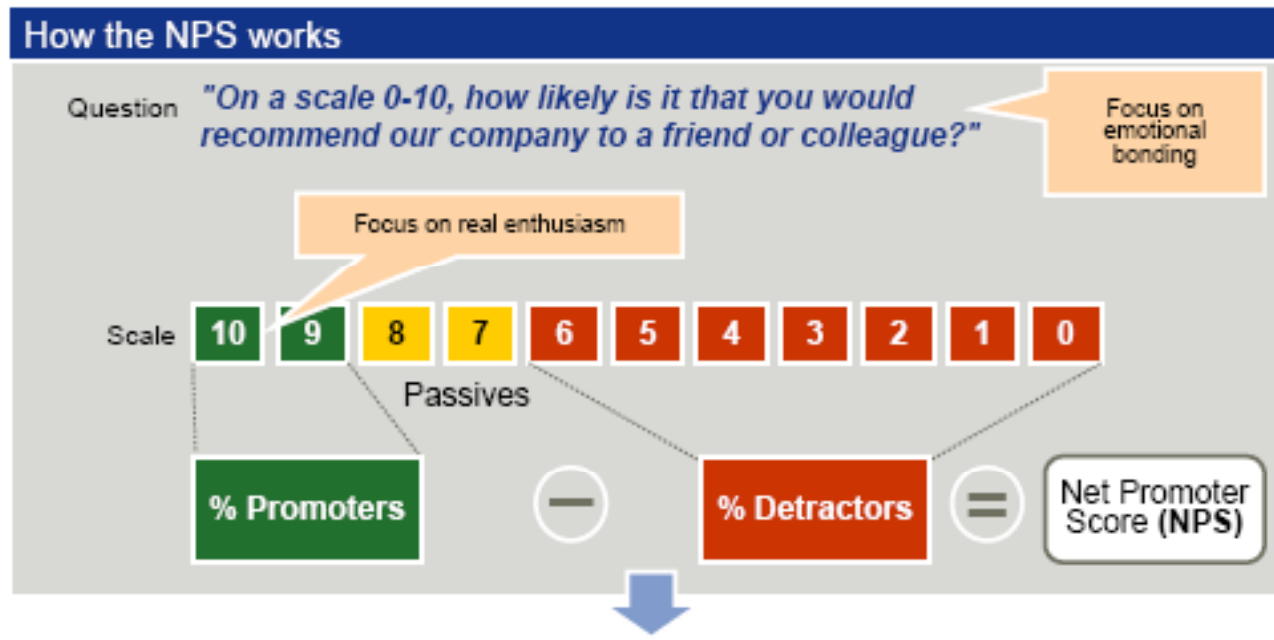 How the NPS works
Question
"On a scale 0-10, how likely is it that you would
recommend our company to a friend or colleague?"
Focus on
emotional
bonding
Focus on real enthusiasm
Scale
10 9 8 7 6 5 4 3 2 1 0
Passives
% Promoters
% Detractors
Net Promoter
Score (NPS)